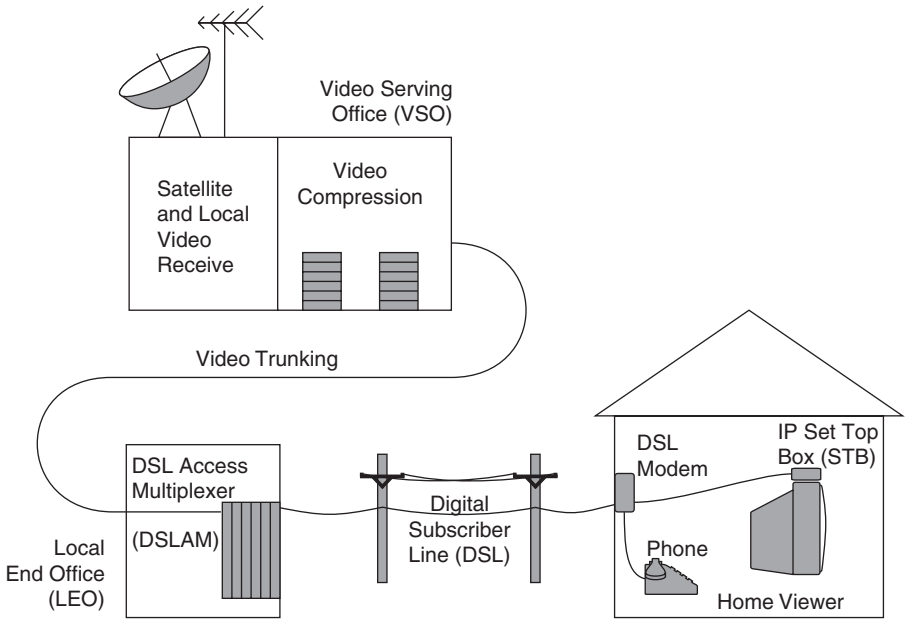 Video Serving
Office (VSO)
Satellite
and Local
Video
Receive
Video
Compression
Video Trunking
DSL Access
Multiplexer
(DSLAM)
Local
End Office
(LEO)
Digital
Subscriber
Line (DSL)
DSL
Modem
IP Set Top
Box (STB)
Phone
Home Viewer